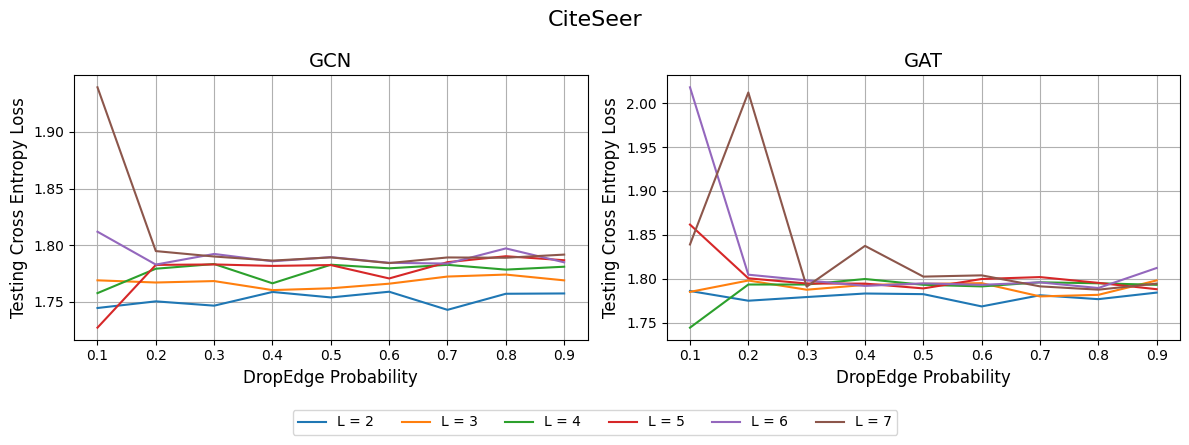 CiteSeer
GCN
Testing Cross Entropy Loss
1.90
1.85
1.80
1.75
0.1 0.2 0.3 0.4 0.5 0.6 0.7 0.8 0.9
DropEdge Probability
GAT
Testing Cross Entropy Loss
2.00
1.95
1.90
1.85
1.80
1.75
0.1 0.2 0.3 0.4 0.5 0.6 0.7 0.8 0.9
DropEdge Probability
L = 2 L = 3 L = 4 L = 5 L = 6 L = 7